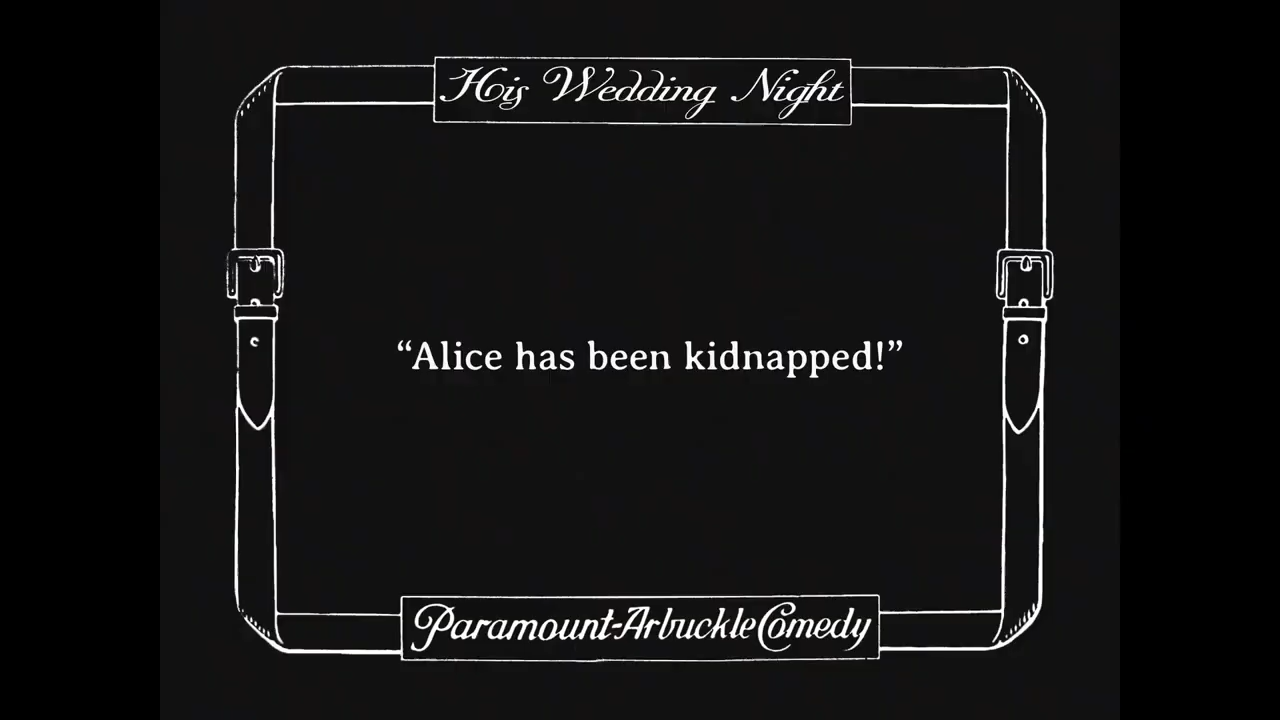 His Wedding Night
“Alice has been kidnapped!”
Paramount-Arbuckle Comedy